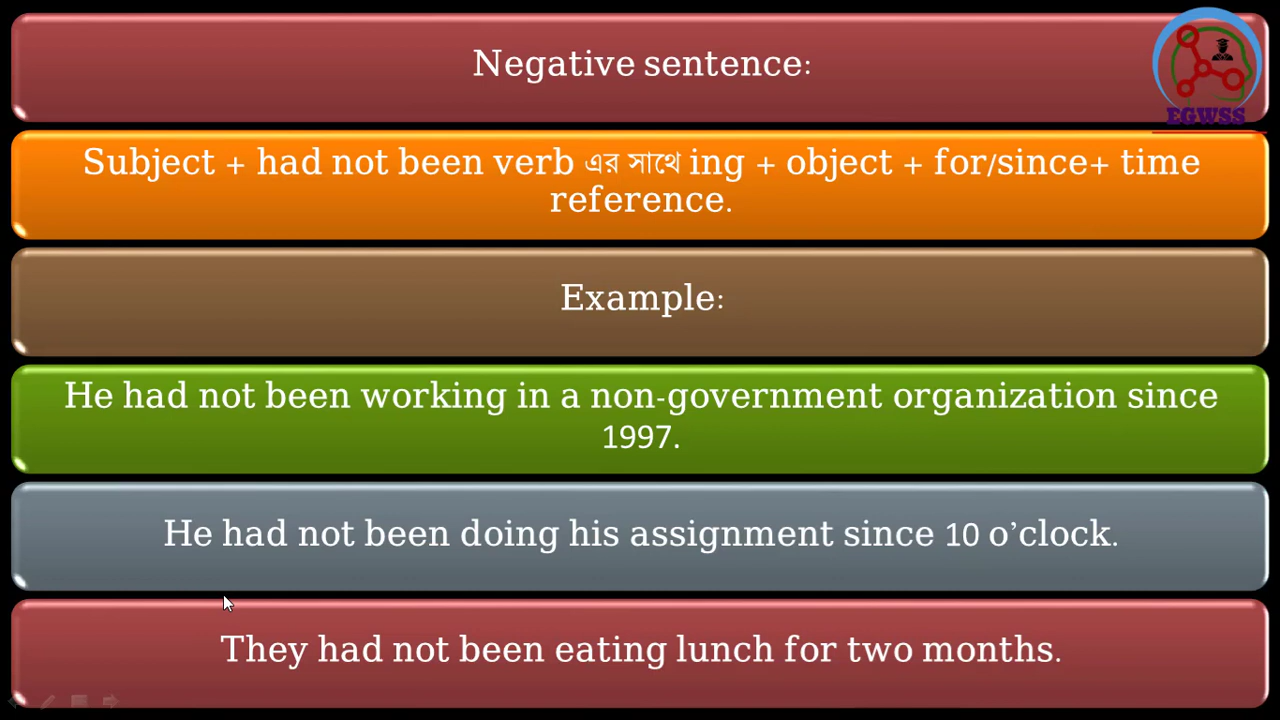 Negative sentence:
EGWSS
Subject + had not been verb এর সাথে ing + object + for/since+ time
reference.
Example:
He had not been working in a non-government organization since
1997.
He had not been doing his assignment since 10 o’clock.
They had not been eating lunch for two months.